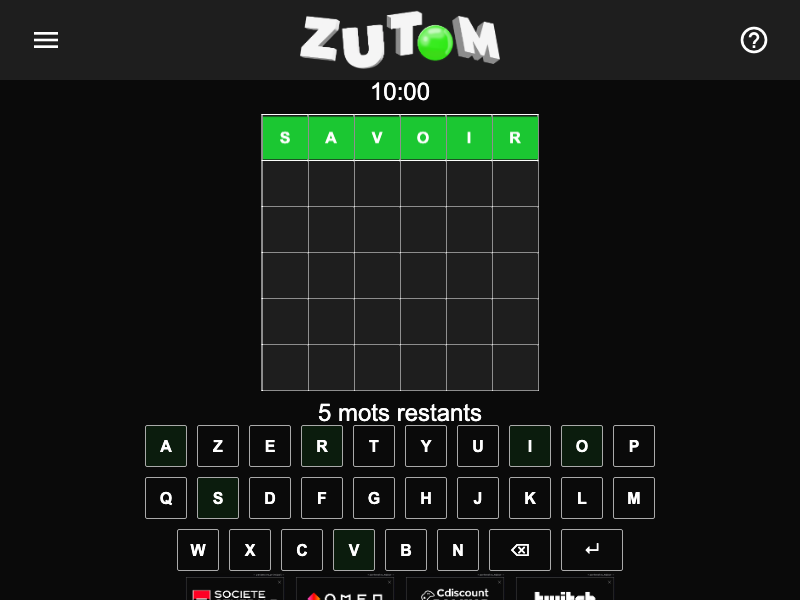 ZUTOM
10:00
S A V O I R
5 mots restants
A Z E R T Y U I O P
Q S D F G H J K L M
W X C V B N
SOCIETE
OMEN
Cdiscount
twitch